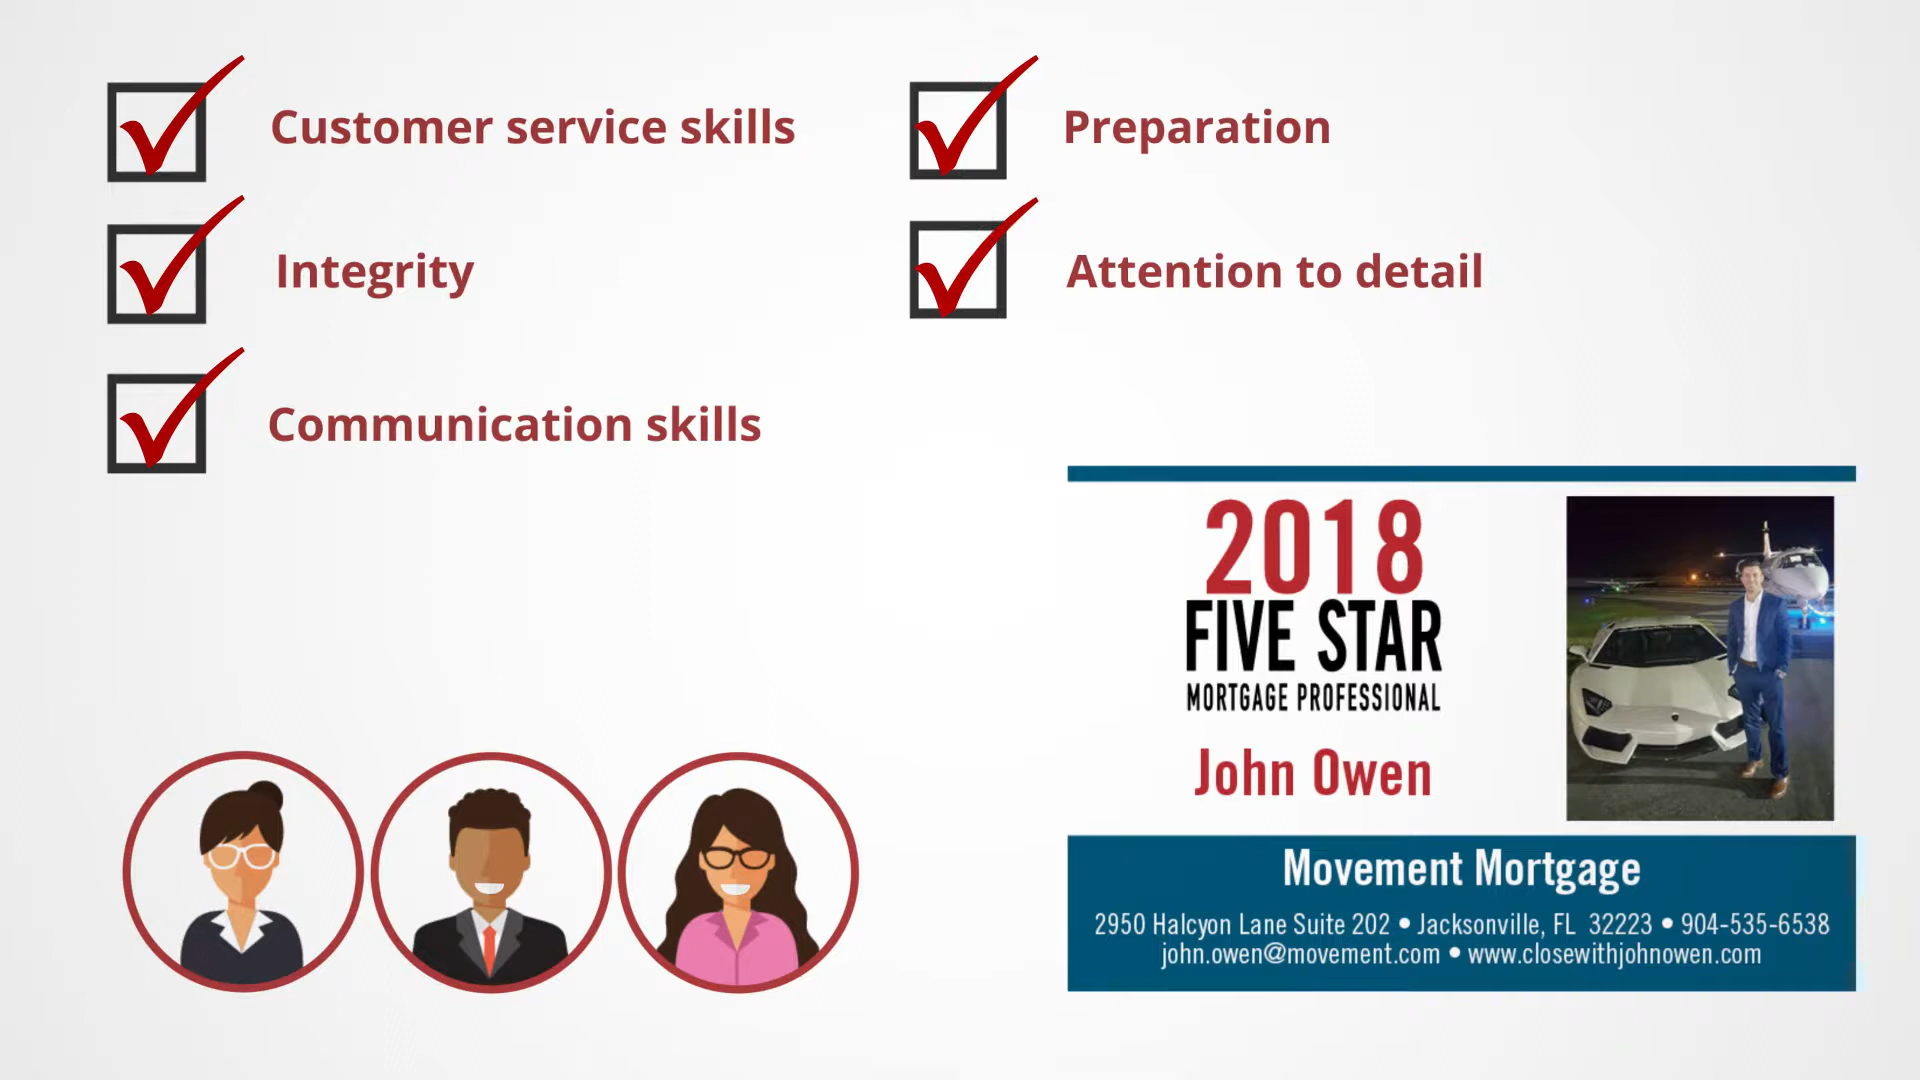 Customer service skills
Preparation
Integrity
Attention to detail
Communication skills
2018
FIVE STAR
MORTGAGE PROFESSIONAL
John Owen
Movement Mortgage
2950 Halcyon Lane Suite 202 • Jacksonville, FL 32223 • 904-535-6538
john.owen@movement.com • www.closewithjohnowen.com